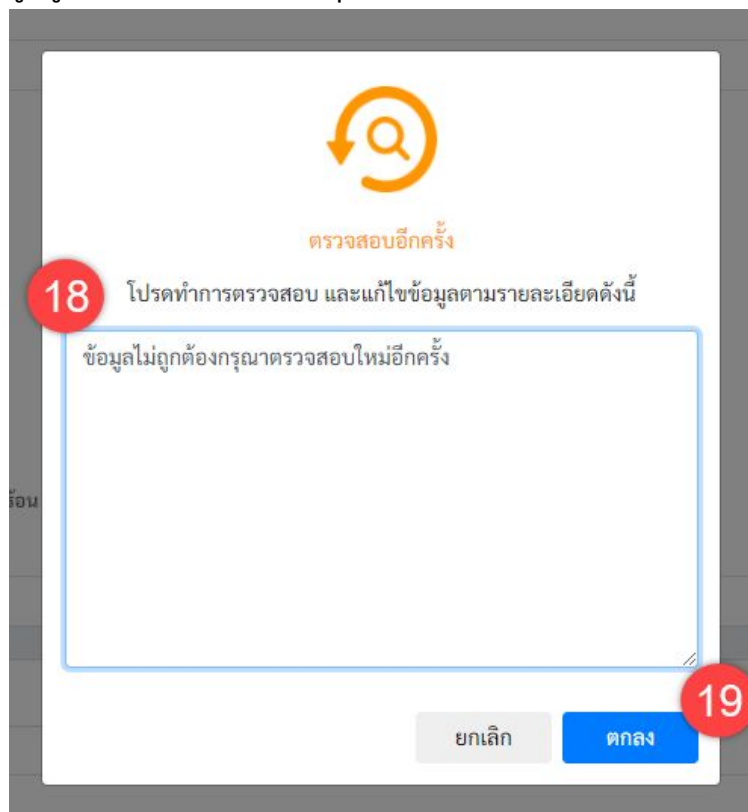 ตรวจสอบอีกครั้ง
18
โปรดทำการตรวจสอบ และแก้ไขข้อมูลตามรายละเอียดดังนี้
ข้อมูลไม่ถูกต้องกรุณาตรวจสอบใหม่อีกครั้ง
19
ยกเลิก
ตกลง